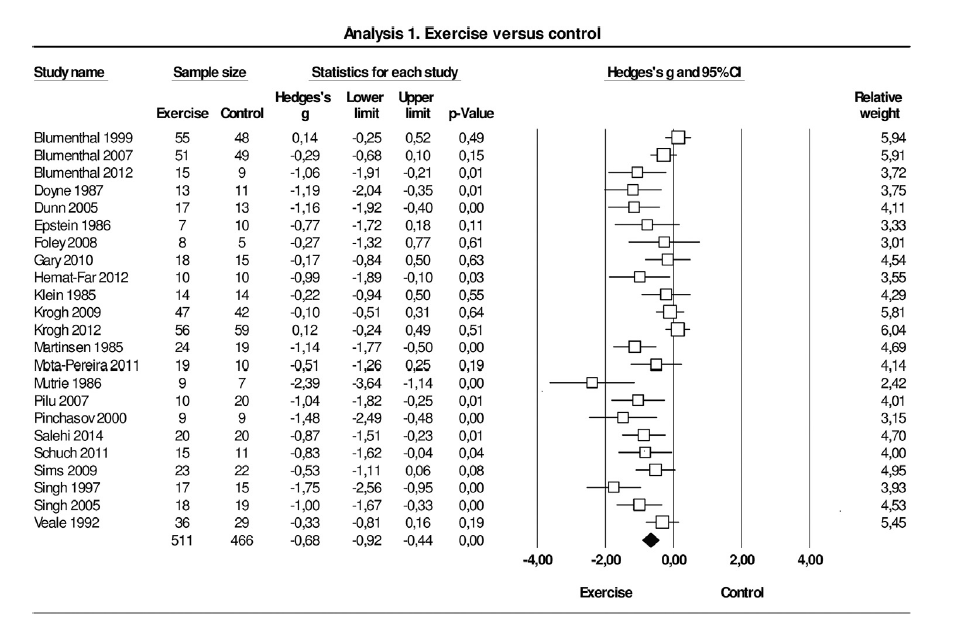 Analysis 1. Exercise versus control
Study name Sample size Statistics for each study Hedges's g and 95%CI
Hedges's Lower Upper Relative
Exercise Control g limit limit p-Value weight
Blumenthal 1999 55 48 0,14 -0,25 0,52 0,49 5,94
Blumenthal 2007 51 49 -0,29 -0,68 0,10 0,15 5,91
Blumenthal 2012 15 9 -1,06 -1,91 -0,21 0,01 3,72
Doyne 1987 13 11 -1,19 -2,04 -0,35 0,01 3,75
Dunn 2005 17 13 -1,16 -1,92 -0,40 0,00 4,11
Epstein 1986 7 10 -0,77 -1,72 0,18 0,11 3,33
Foley 2008 8 5 -0,27 -1,32 0,77 0,61 3,01
Gary 2010 18 15 -0,17 -0,84 0,50 0,63 4,54
Hemat-Far 2012 10 10 -0,99 -1,89 -0,10 0,03 3,55
Klein 1985 14 14 -0,22 -0,94 0,50 0,55 4,29
Krogh 2009 47 42 -0,10 -0,51 0,31 0,64 5,81
Krogh 2012 56 59 0,12 -0,24 0,49 0,51 6,04
Martinsen 1985 24 19 -1,14 -1,77 -0,50 0,00 4,69
Mota-Pereira 2011 19 10 -0,51 -1,26 0,25 0,19 4,14
Mutrie 1986 9 7 -2,39 -3,64 -1,14 0,00 2,42
Pilu 2007 10 20 -1,04 -1,82 -0,25 0,01 4,01
Pinchasov 2000 9 9 -1,48 -2,49 -0,48 0,00 3,15
Salehi 2014 20 20 -0,87 -1,51 -0,23 0,01 4,70
Schuch 2011 15 11 -0,83 -1,62 -0,04 0,04 4,00
Sims 2009 23 22 -0,53 -1,11 0,06 0,08 4,95
Singh 1997 17 15 -1,75 -2,56 -0,95 0,00 3,93
Singh 2005 18 19 -1,00 -1,67 -0,33 0,00 4,53
Veale 1992 36 29 -0,33 -0,81 0,16 0,19 5,45
511 466 -0,68 -0,92 -0,44 0,00
-4,00 -2,00 0,00 2,00 4,00
Exercise Control